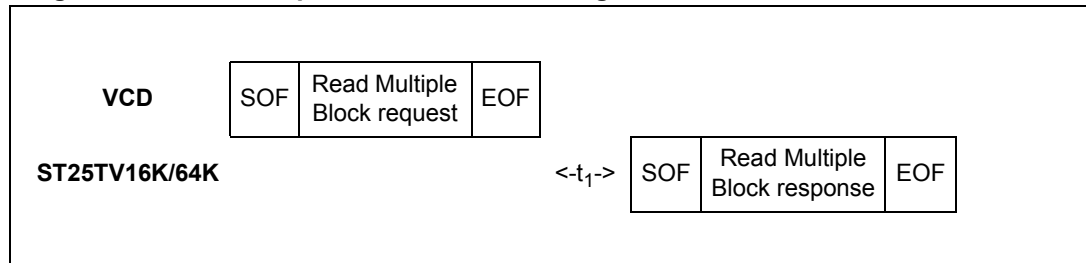 VCD SOF Read Multiple EOF
Block request
ST25TV16K/64K <-t1-> SOF Read Multiple EOF
Block response